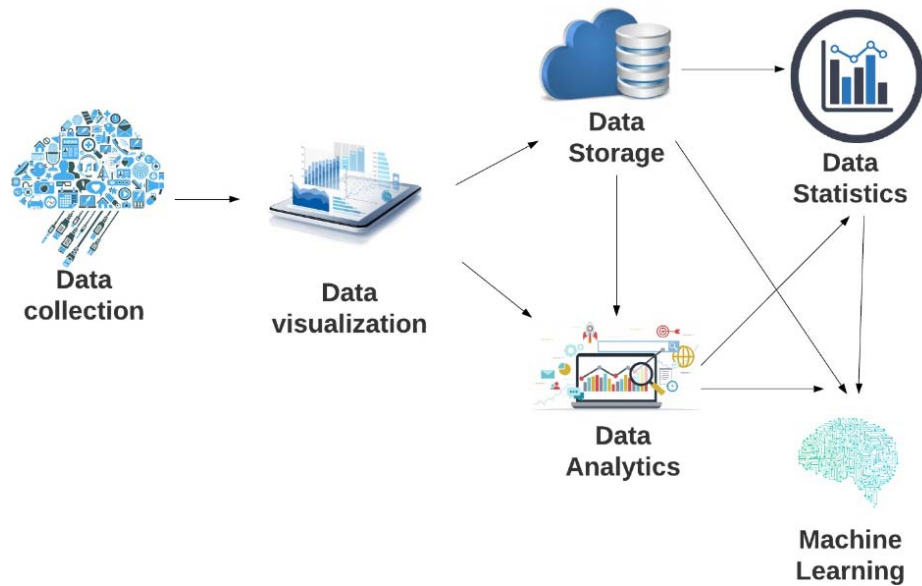 Data
collection
Data
visualization
Data
Storage
Data
Analytics
Data
Statistics
Machine
Learning